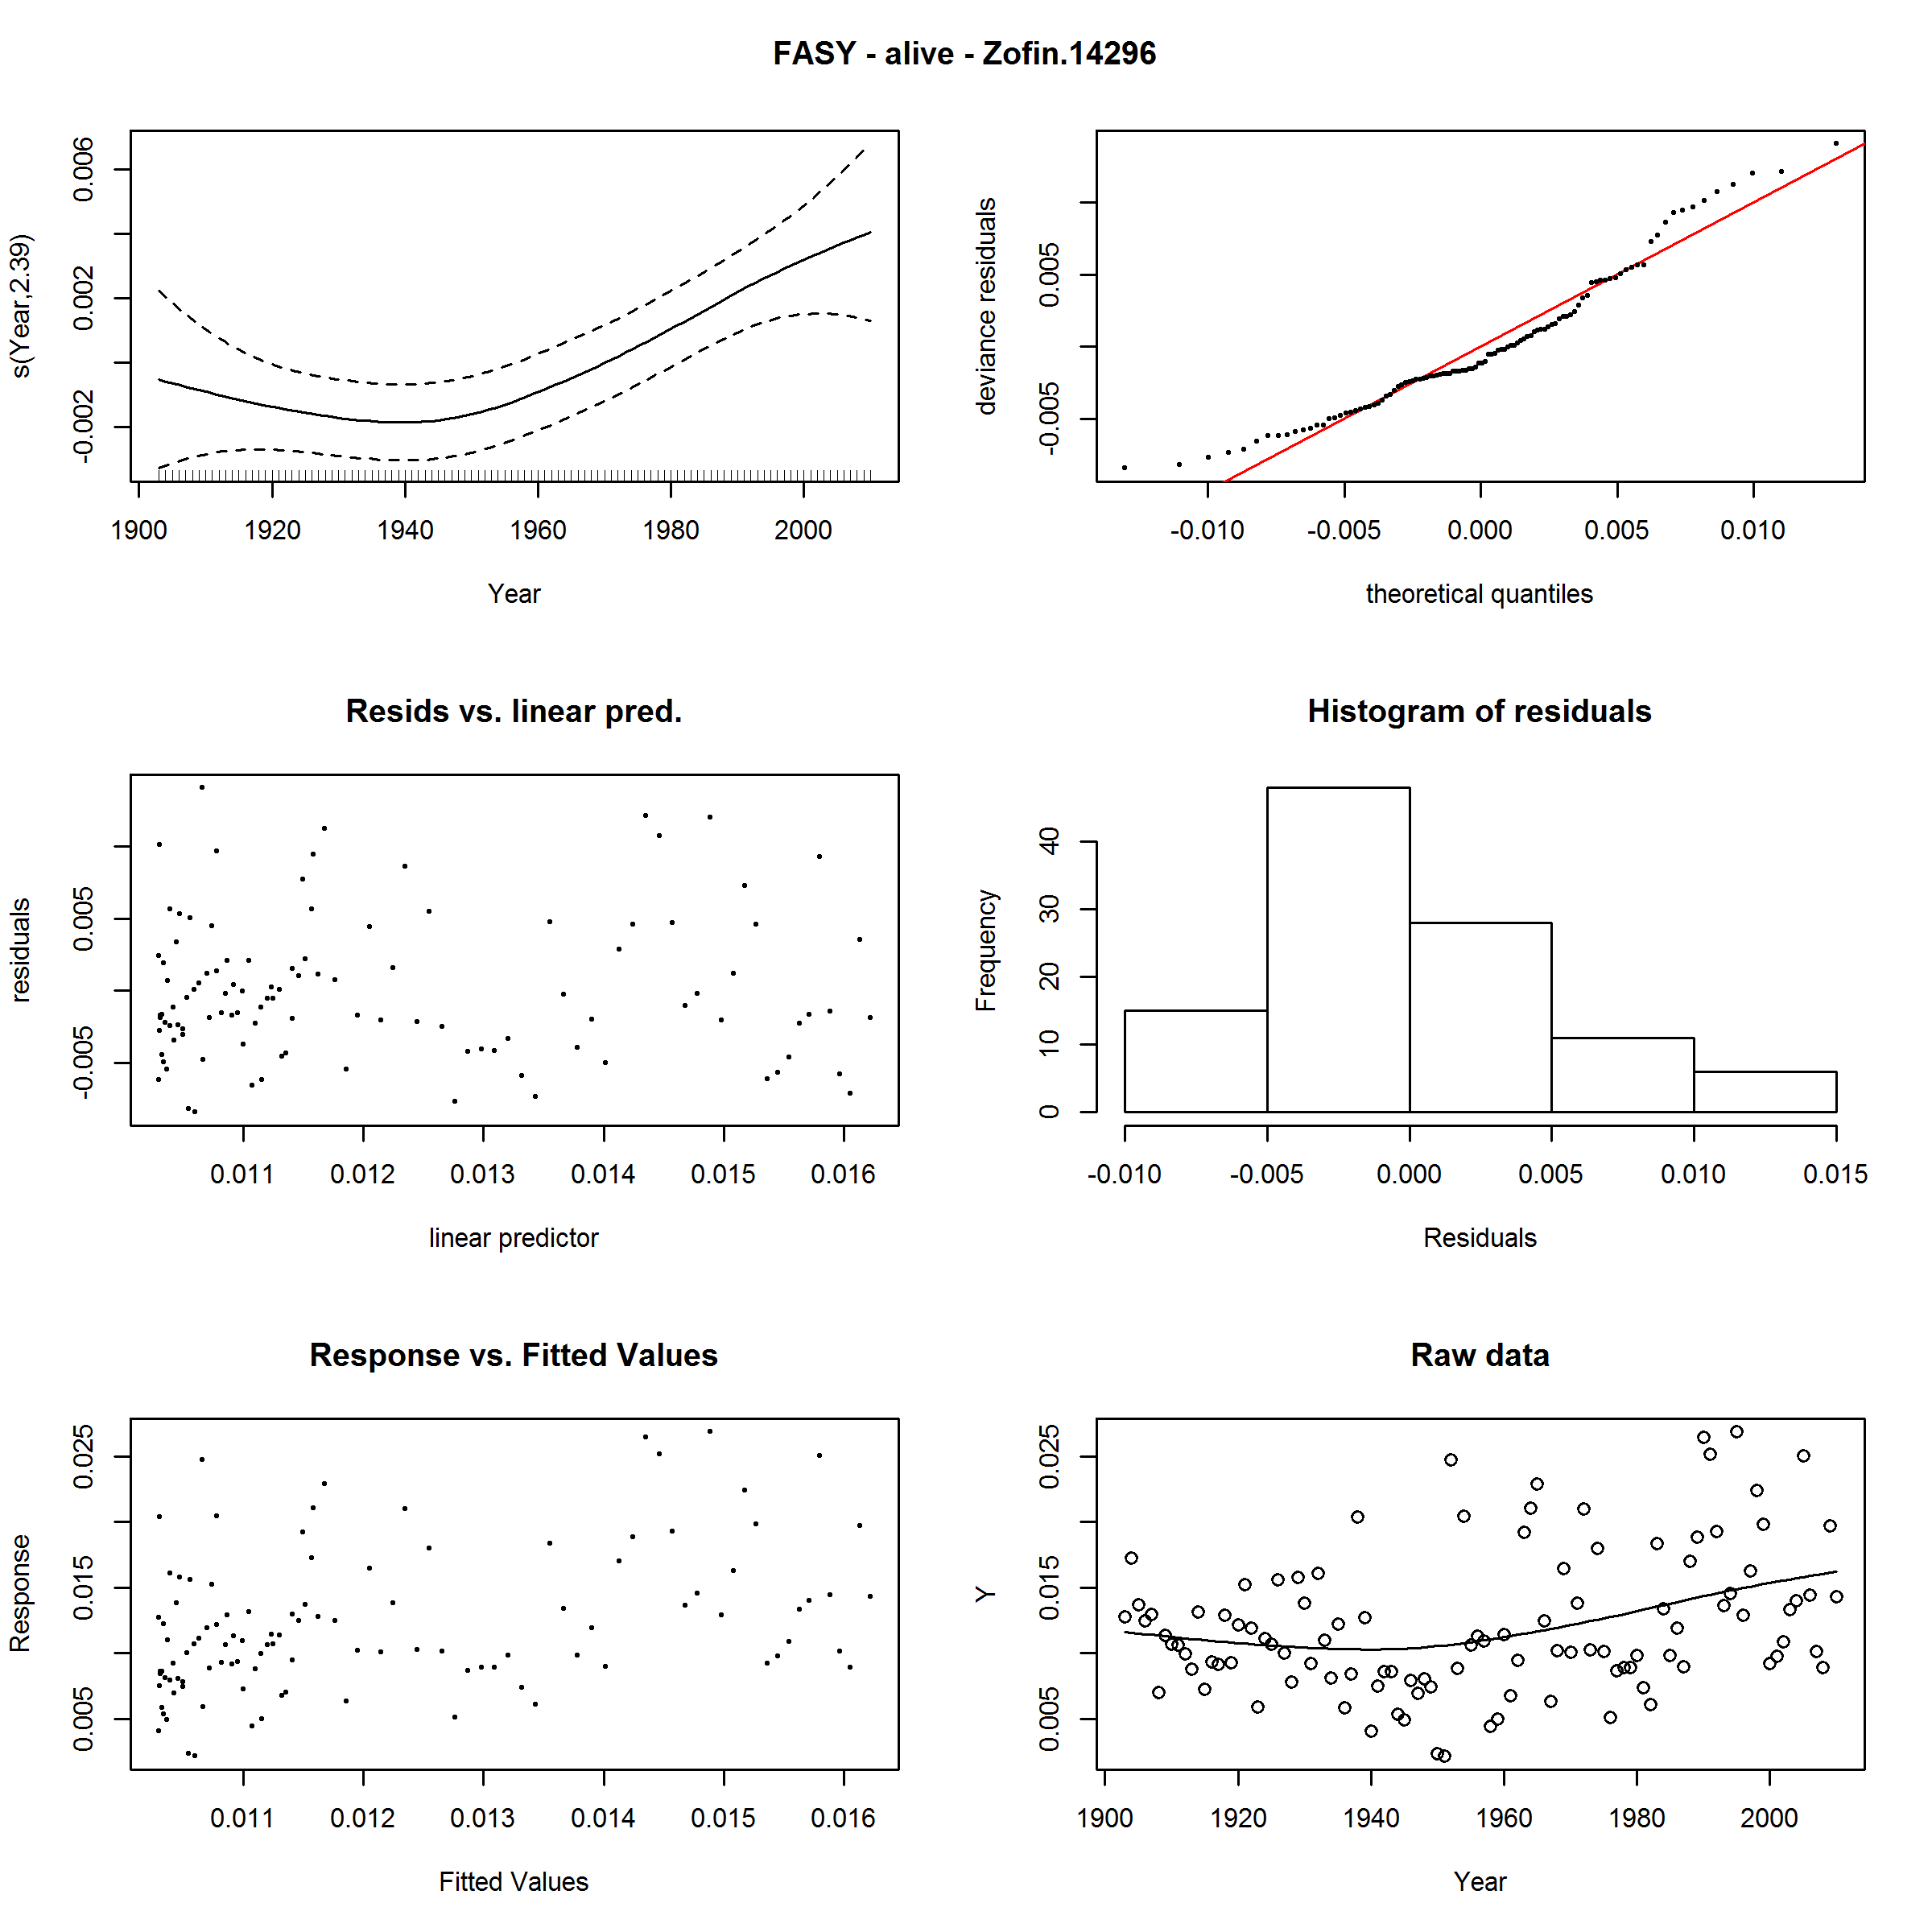 FASY - alive - Zofin.14296
s(Year,2.39)
-0.002 0.002 0.006
1900 1920 1940 1960 1980 2000
Year
deviance residuals
-0.005 0.005
-0.010 -0.005 0.000 0.005 0.010
theoretical quantiles
Resids vs. linear pred.
residuals
-0.005 0.005
0.011 0.012 0.013 0.014 0.015 0.016
linear predictor
Histogram of residuals
Frequency
0 10 20 30 40
-0.010 -0.005 0.000 0.005 0.010 0.015
Residuals
Response vs. Fitted Values
Response
0.005 0.015 0.025
0.011 0.012 0.013 0.014 0.015 0.016
Fitted Values
Raw data
Y
0.005 0.015 0.025
1900 1920 1940 1960 1980 2000
Year